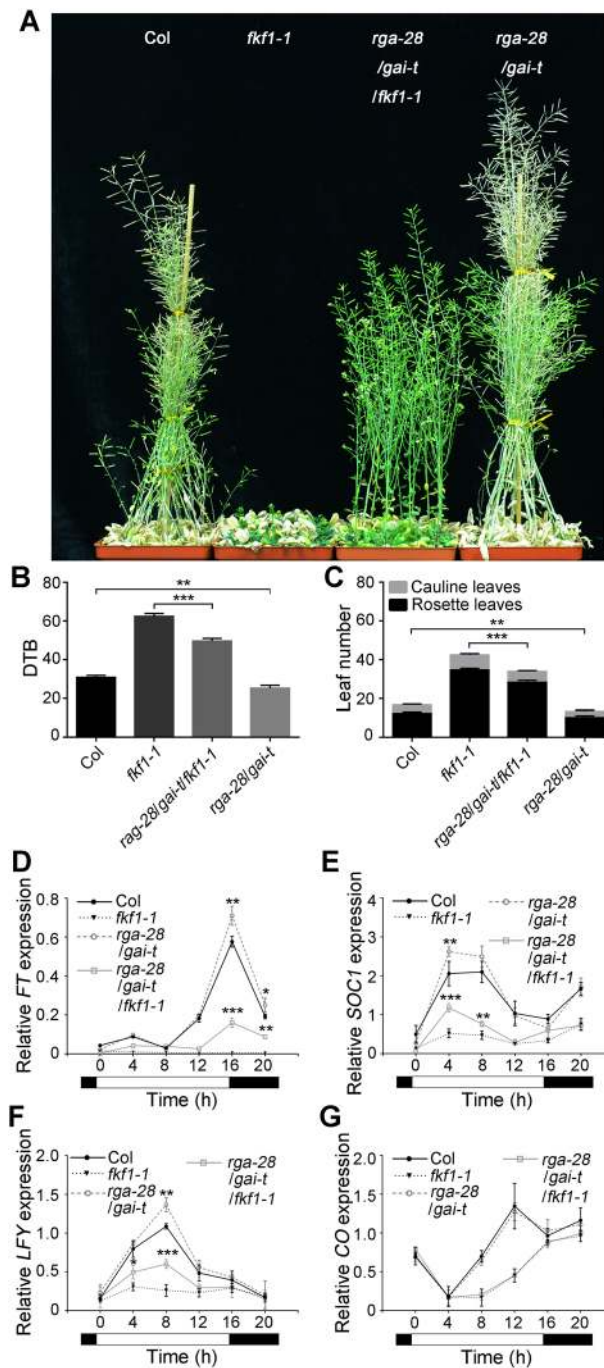 A
Col
fkf1-1
rga-28
/gai-t
/fkf1-1
rga-28
/gai-t
B
80
60
40
20
0
DTB
**
***
Col
fkf1-1
rag-28/gai-t/fkf1-1
rga-28/gai-t
C
80
60
40
20
0
Leaf number
Cauline leaves
Rosette leaves
**
***
Col
fkf1-1
rga-28/gai-t/fkf1-1
rga-28/gai-t
D
Relative FT expression
0.8
0.6
0.4
0.2
0
Col
fkf1-1
rga-28
/gai-t
rga-28
/gai-t
/fkf1-1
**
*
***
**
0 4 8 12 16 20
Time (h)
E
Relative SOC1 expression
4
3
2
1
0
Col
fkf1-1
rga-28
/gai-t
rga-28
/gai-t
/fkf1-1
**
***
**
0 4 8 12 16 20
Time (h)
F
Relative LFY expression
2.0
1.5
1.0
0.5
0
Col
fkf1-1
rga-28
/gai-t
rga-28
/gai-t
/fkf1-1
**
*
***
0 4 8 12 16 20
Time (h)
G
Relative CO expression
2.0
1.5
1.0
0.5
0.0
Col
fkf1-1
rga-28
/gai-t
rga-28
/gai-t
/fkf1-1
0 4 8 12 16 20
Time (h)